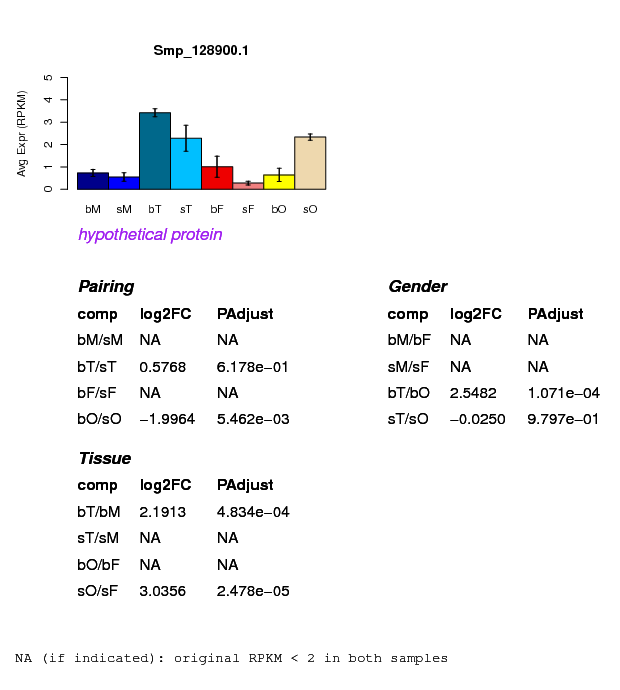 Smp_128900.1
Avg Expr (RPKM)
5
4
3
2
1
0
bM sM bT sT bF sF bO sO
hypothetical protein
Pairing
comp log2FC PAdjust
bM/sM NA NA
bT/sT 0.5768 6.178e−01
bF/sF NA NA
bO/sO −1.9964 5.462e−03
Gender
comp log2FC PAdjust
bM/bF NA NA
sM/sF NA NA
bT/bO 2.5482 1.071e−04
sT/sO −0.0250 9.797e−01
Tissue
comp log2FC PAdjust
bT/bM 2.1913 4.834e−04
sT/sM NA NA
bO/bF NA NA
sO/sF 3.0356 2.478e−05
NA (if indicated): original RPKM < 2 in both samples